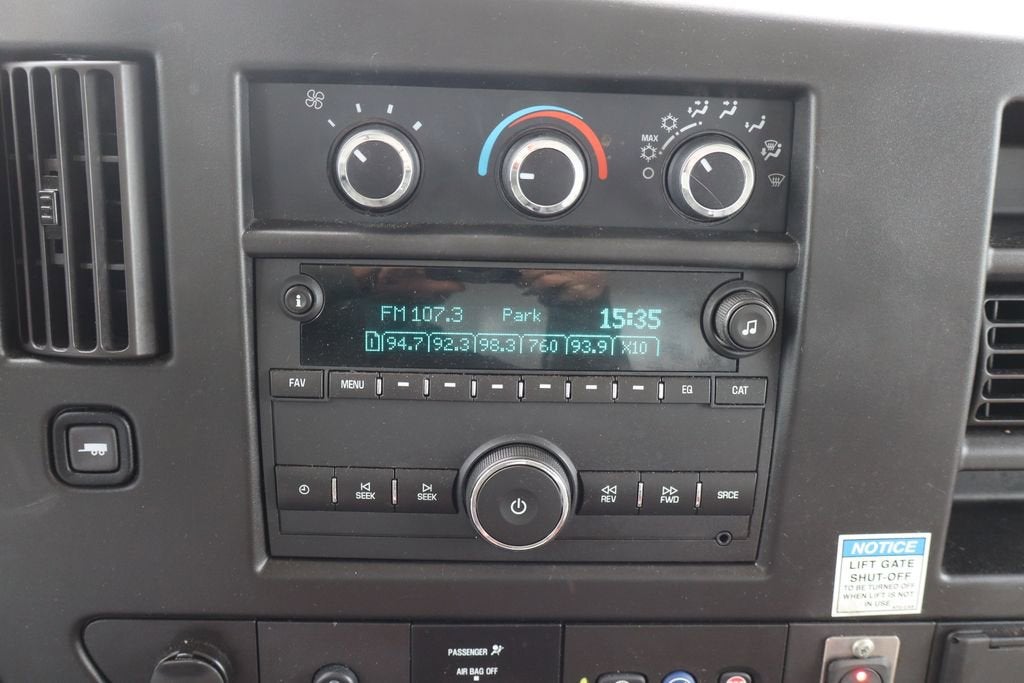 MAX
i
FM 107.3 Park 15:35
1 94.7 92.3 98.3 760 93.9 X10
FAV MENU EQ CAT
SEEK SEEK REV FWD SRCE
NOTICE
LIFT GATE
SHUT-OFF
TO BE TURNED OFF
WHEN LIFT IS NOT
IN USE
PASSENGER
AIR BAG OFF